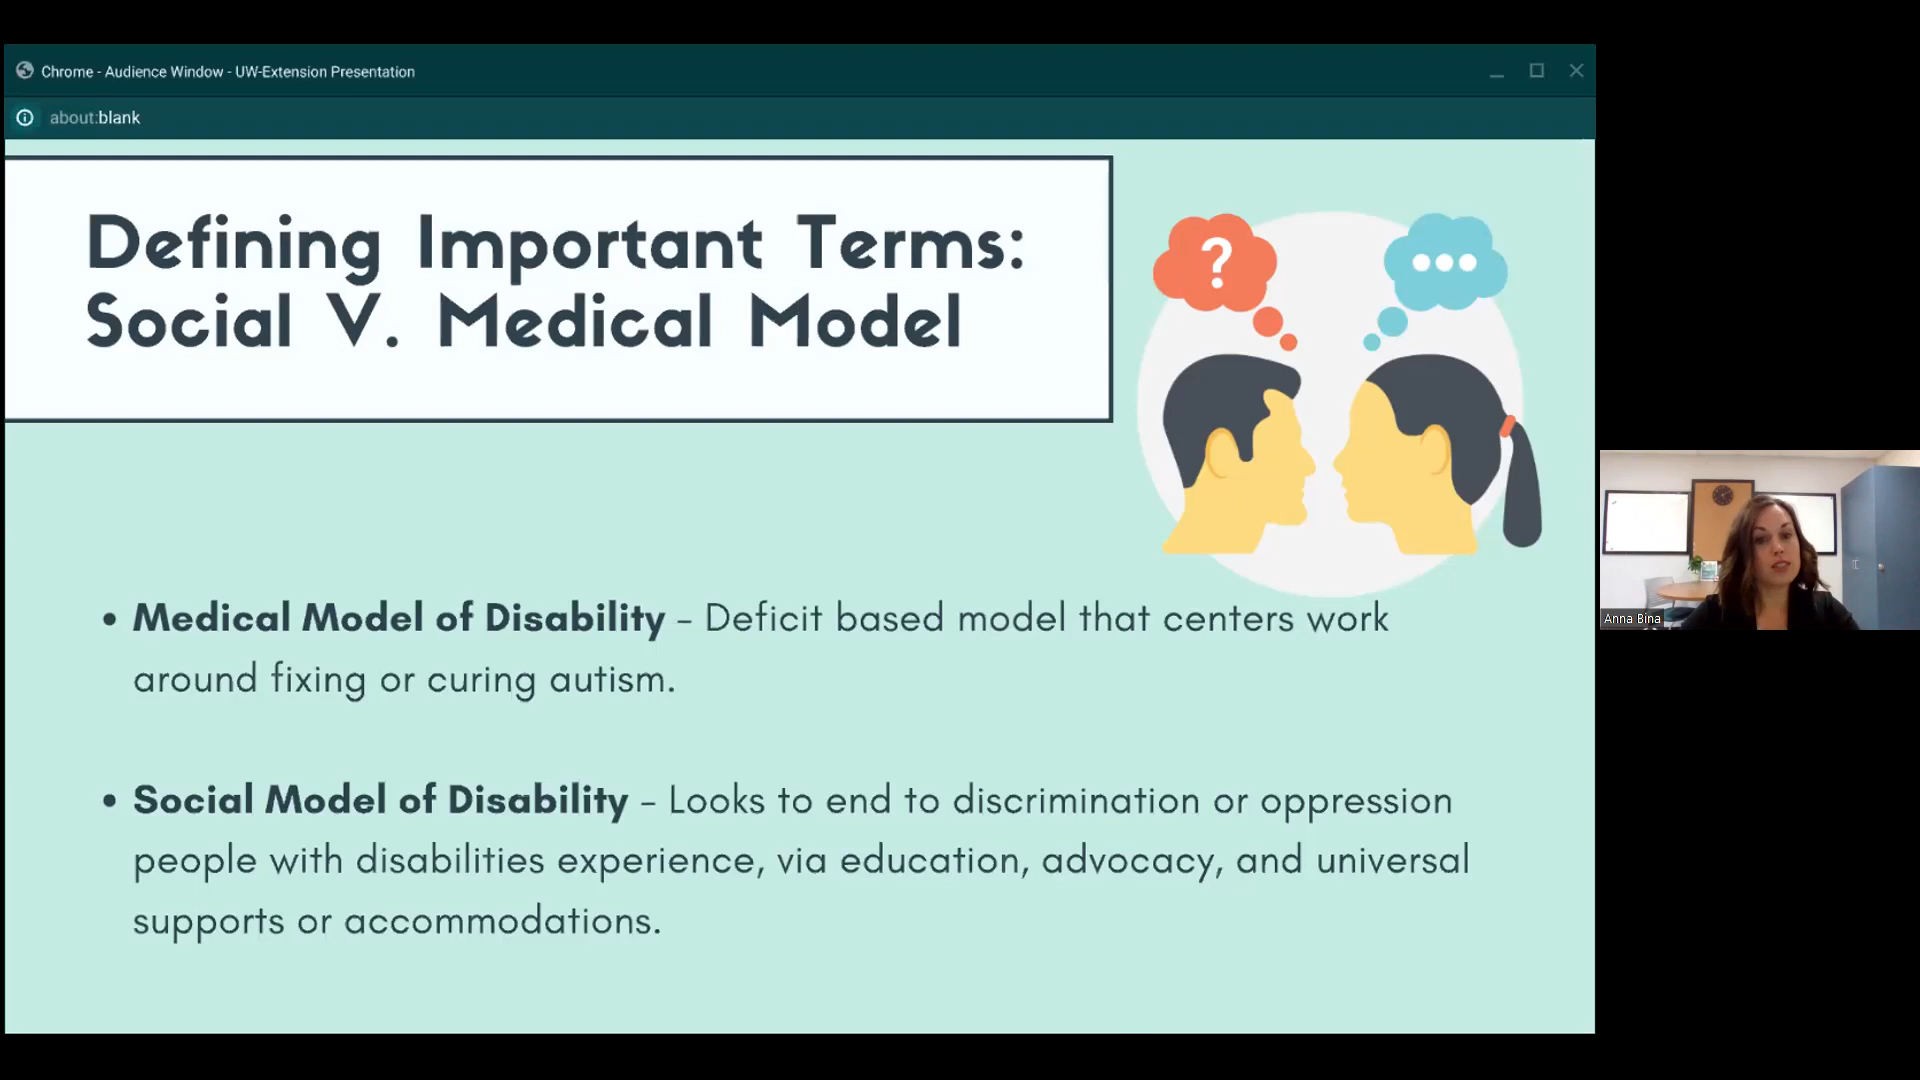 Chrome - Audience Window - UW-Extension Presentation
about:blank
Defining Important Terms:
Social V. Medical Model
?
• Medical Model of Disability - Deficit based model that centers work
around fixing or curing autism.
• Social Model of Disability - Looks to end to discrimination or oppression
people with disabilities experience, via education, advocacy, and universal
supports or accommodations.
Anna Bina